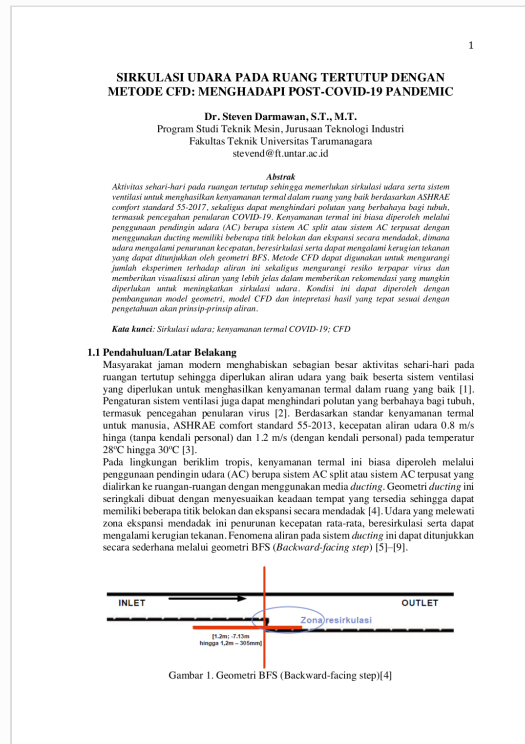 1
SIRKULASI UDARA PADA RUANG TERTUTUP DENGAN
METODE CFD: MENGHADAPI POST-COVID-19 PANDEMIC
Dr. Steven Darmawan, S.T., M.T.
Program Studi Teknik Mesin, Jurusaan Teknologi Industri
Fakultas Teknik Universitas Tarumanagara
stevend@ft.untar.ac.id
Abstrak
Aktivitas sehari-hari pada ruangan tertutup sehingga memerlukan sirkulasi udara serta sistem
ventilasi yang diperlukan untuk menghasilkan kenyamanan termal dalam ruang yang baik berdasarkan ASHRAE
comfort standard 55-2017, sekaligus dapat menghindari polutan yang berbahaya bagi tubuh,
termasuk pencegahan penularan COVID-19. Kenyamanan termal ini biasa diperoleh melalui
penggunaan pendingin udara (AC) berupa sistem AC split atau sistem AC terpusat dengan
menggunakan ducting memiliki beberapa titik belokan dan ekspansi secara mendadak, dimana
udara mengalami penurunan kecepatan, beresirkulasi serta dapat mengalami kerugian tekanan
yang dapat ditunjukkan oleh geometri BFS. Metode CFD dapat digunakan untuk mengurangi
jumlah eksperimen terhadap aliran ini sekaligus mengurangi resiko terpapar virus dan
memberikan visualisasi aliran yang lebih jelas dalam memberikan rekomendasi yang mungkin
diperlukan untuk meningkatkan sirkulasi udara. Kondisi ini dapat diperoleh dengan
pembangunan model geometri, model CFD dan intepretasi hasil yang tepat sesuai dengan
pengetahuan akan prinsip-prinsip aliran.
Kata kunci: Sirkulasi udara; kenyamanan termal COVID-19; CFD
1.1 Pendahuluan/Latar Belakang
Masyarakat jaman modern menghabiskan sebagian besar aktivitas sehari-hari pada
ruangan tertutup sehingga diperlukan aliran udara yang baik beserta sistem ventilasi
yang diperlukan untuk menghasilkan kenyamanan termal dalam ruang yang baik [1].
Pengaturan sistem ventilasi juga dapat menghindari polutan yang berbahaya bagi tubuh,
termasuk pencegahan penularan virus [2]. Berdasarkan standar kenyamanan termal
untuk manusia, ASHRAE comfort standard 55-2013, kecepatan aliran udara 0.8 m/s
hinga (tanpa kendali personal) dan 1.2 m/s (dengan kendali personal) pada temperatur
28°C hingga 30°C [3].
Pada lingkungan beriklim tropis, kenyamanan termal ini biasa diperoleh melalui
penggunaan pendingin udara (AC) berupa sistem AC split atau sistem AC terpusat yang
dialirkan ke ruangan-ruangan dengan menggunakan media ducting. Geometri ducting ini
seringkali dibuat dengan menyesuaikan keadaan tempat yang tersedia sehingga dapat
memiliki beberapa titik belokan dan ekspansi secara mendadak [4]. Udara yang melewati
zona ekspansi mendadak ini penurunan kecepatan rata-rata, beresirkulasi serta dapat
mengalami kerugian tekanan. Fenomena aliran pada sistem ducting ini dapat ditunjukkan
secara sederhana melalui geometri BFS (Backward-facing step) [5]–[9].
INLET
OUTLET
Zona resirkulasi
[1.2m; -7.13m
hingga 1,2m – 305mm]
Gambar 1. Geometri BFS (Backward-facing step)[4]